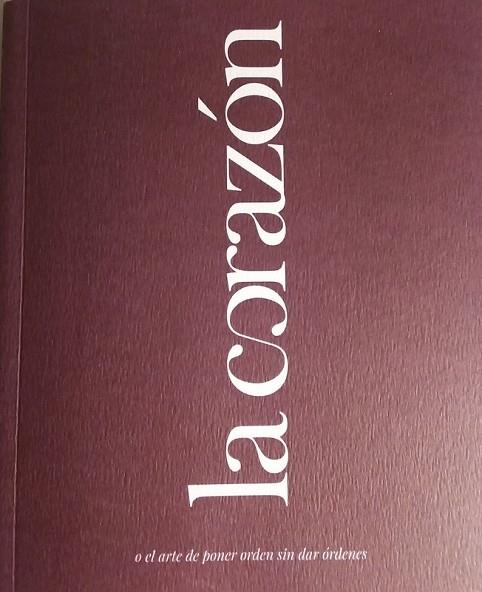 la corazón
o el arte de poner orden sin dar órdenes